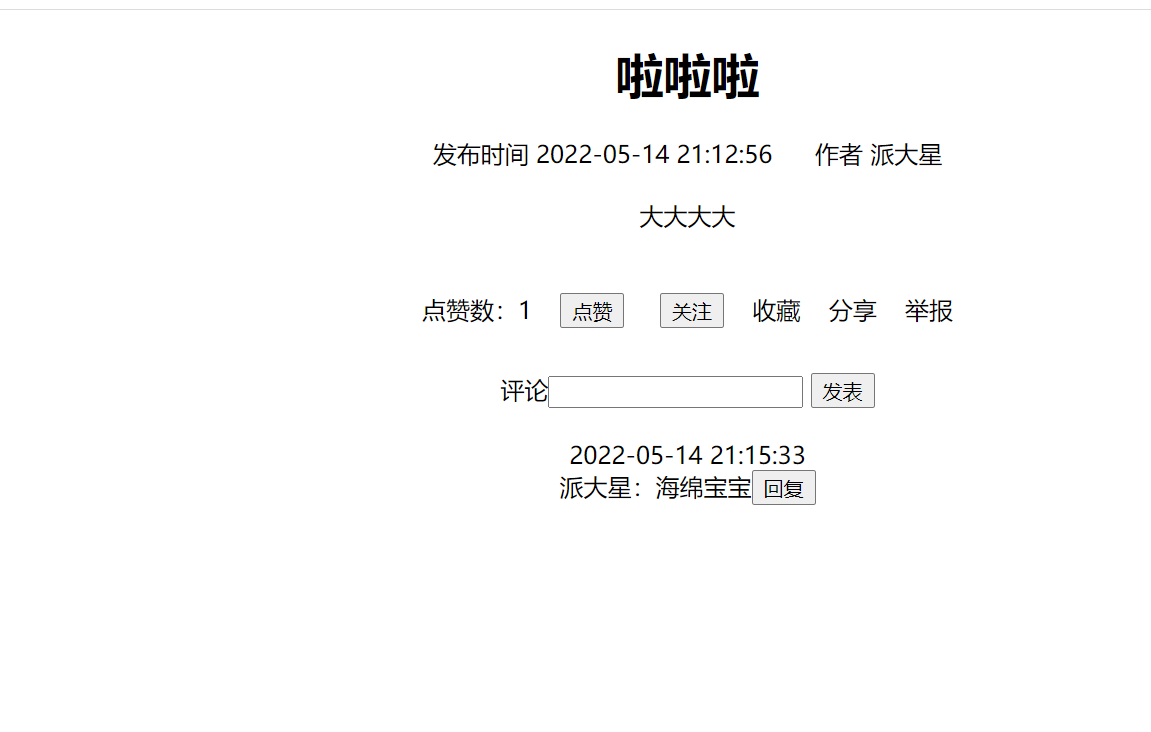 啦啦啦
发布时间 2022-05-14 21:12:56 作者 派大星
大大大大
点赞数：1 点赞 关注 收藏 分享 举报
评论 发表
2022-05-14 21:15:33
派大星：海绵宝宝 回复